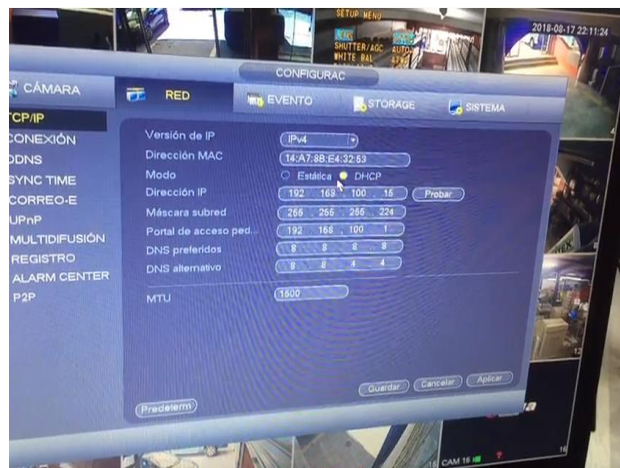 SETUP MENU
SHUTTER/AGC AUTO
WHITE BAL
2018-08-17 22:11:24
CONFIGURAC
CÁMARA
RED
EVENTO
STORAGE
SISTEMA
TCP/IP
CONEXIÓN
DDNS
SYNC TIME
CORREO-E
UPnP
MULTIDIFUSIÓN
REGISTRO
ALARM CENTER
P2P
Versión de IP IPv4
Dirección MAC 14:A7:8B:E4:32:53
Modo Estática DHCP
Dirección IP 192 . 168 . 100 . 15 Probar
Máscara subred 255 . 255 . 255 . 224
Portal de acceso ped... 192 . 168 . 100 . 1
DNS preferidos 8 . 8 . 8 . 8
DNS alternativo 8 . 8 . 4 . 4
MTU 1500
Guardar Cancelar Aplicar
Predeterm
12
15 CAM 16 16